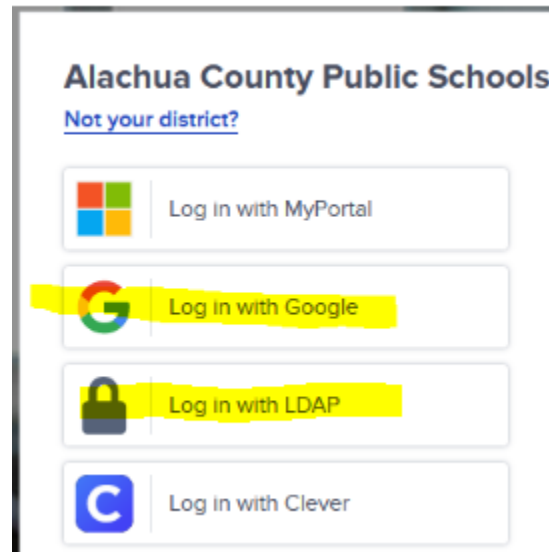 Alachua County Public Schools
Not your district?
Log in with MyPortal
Log in with Google
Log in with LDAP
Log in with Clever